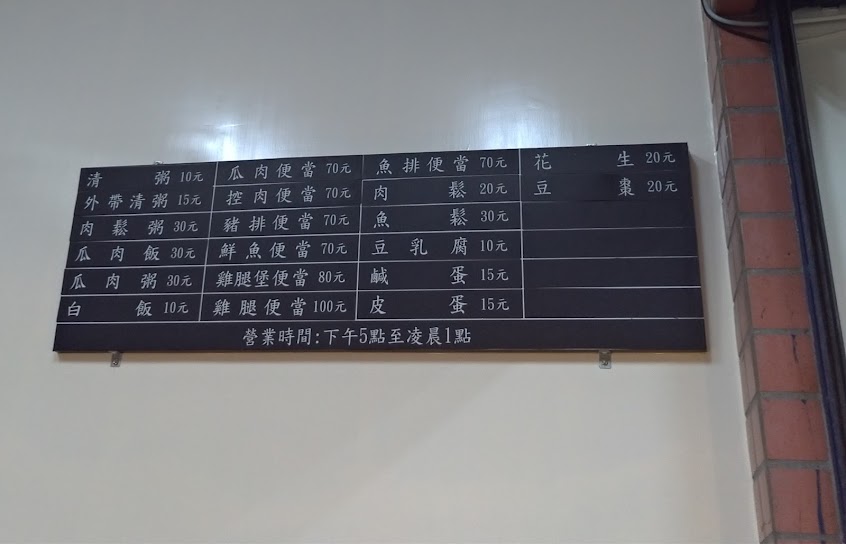 清粥 10元
外帶清粥 15元
肉鬆粥 30元
瓜肉飯 30元
瓜肉粥 30元
白飯 10元
瓜肉便當 70元
控肉便當 70元
豬排便當 70元
鮮魚便當 70元
雞腿堡便當 80元
雞腿便當 100元
魚排便當 70元
肉鬆 20元
魚鬆 30元
豆乳腐 10元
鹹蛋 15元
皮蛋 15元
花生 20元
豆棗 20元
營業時間:下午5點至凌晨1點